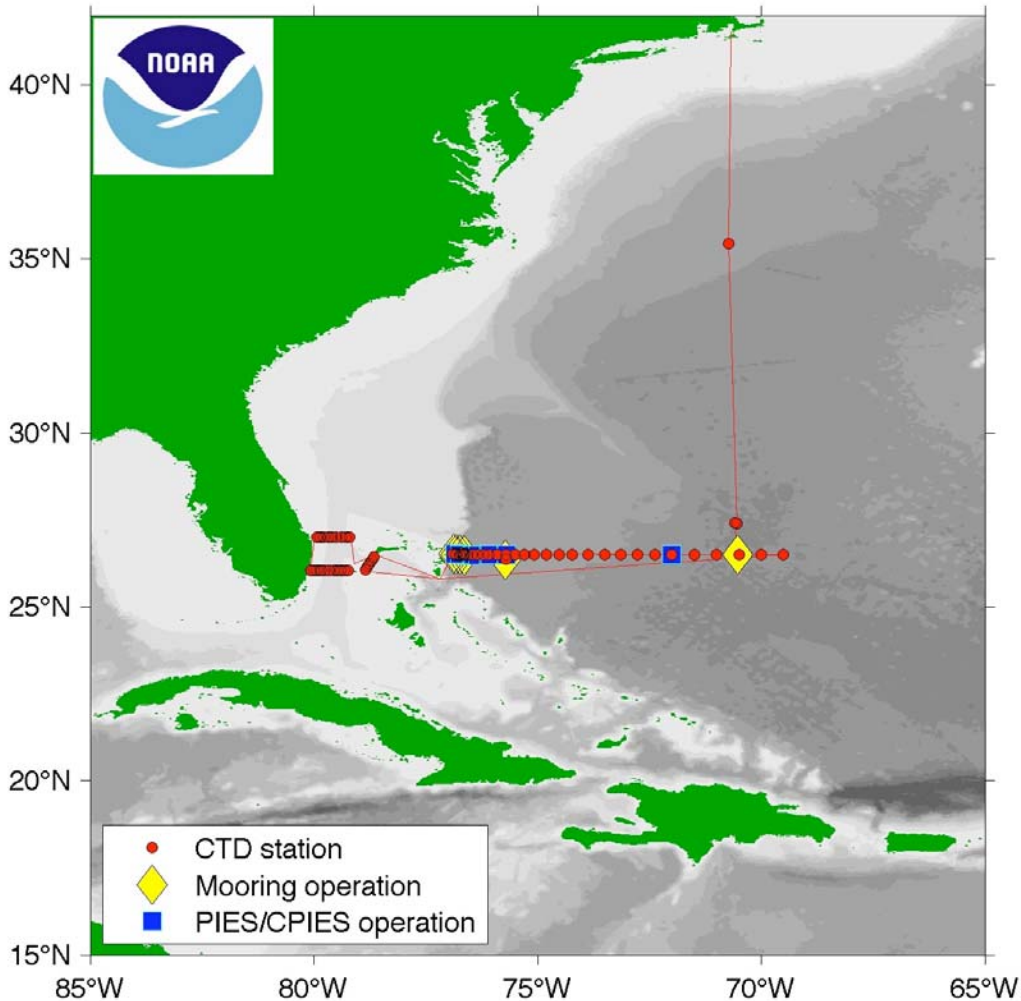 NOAA
40°N
35°N
30°N
25°N
20°N
15°N
CTD station
Mooring operation
PIES/CPIES operation
85°W
80°W
75°W
70°W
65°W